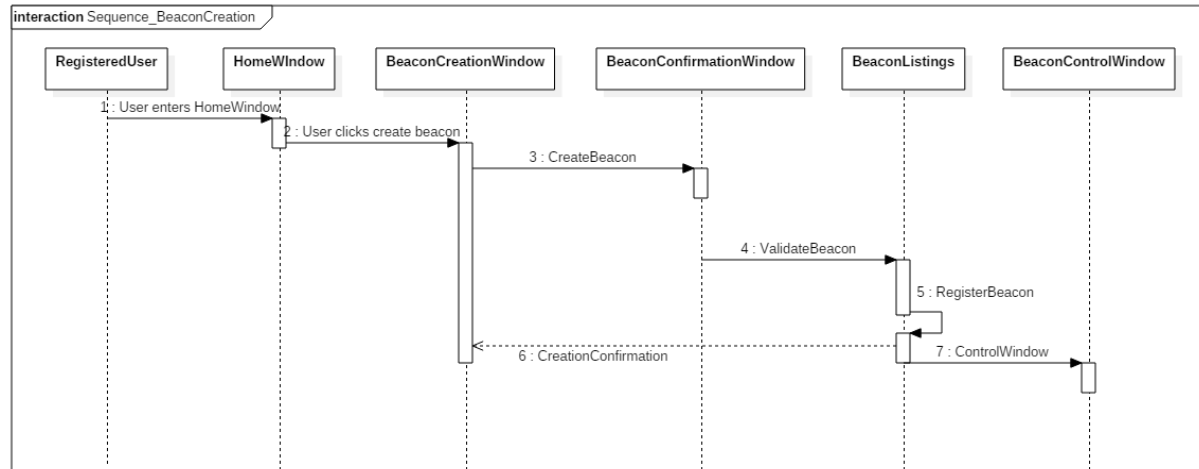 interaction Sequence_BeaconCreation
RegisteredUser
HomeWIndow
BeaconCreationWindow
BeaconConfirmationWindow
BeaconListings
BeaconControlWindow
1 : User enters HomeWindow
2 : User clicks create beacon
3 : CreateBeacon
4 : ValidateBeacon
5 : RegisterBeacon
6 : CreationConfirmation
7 : ControlWindow